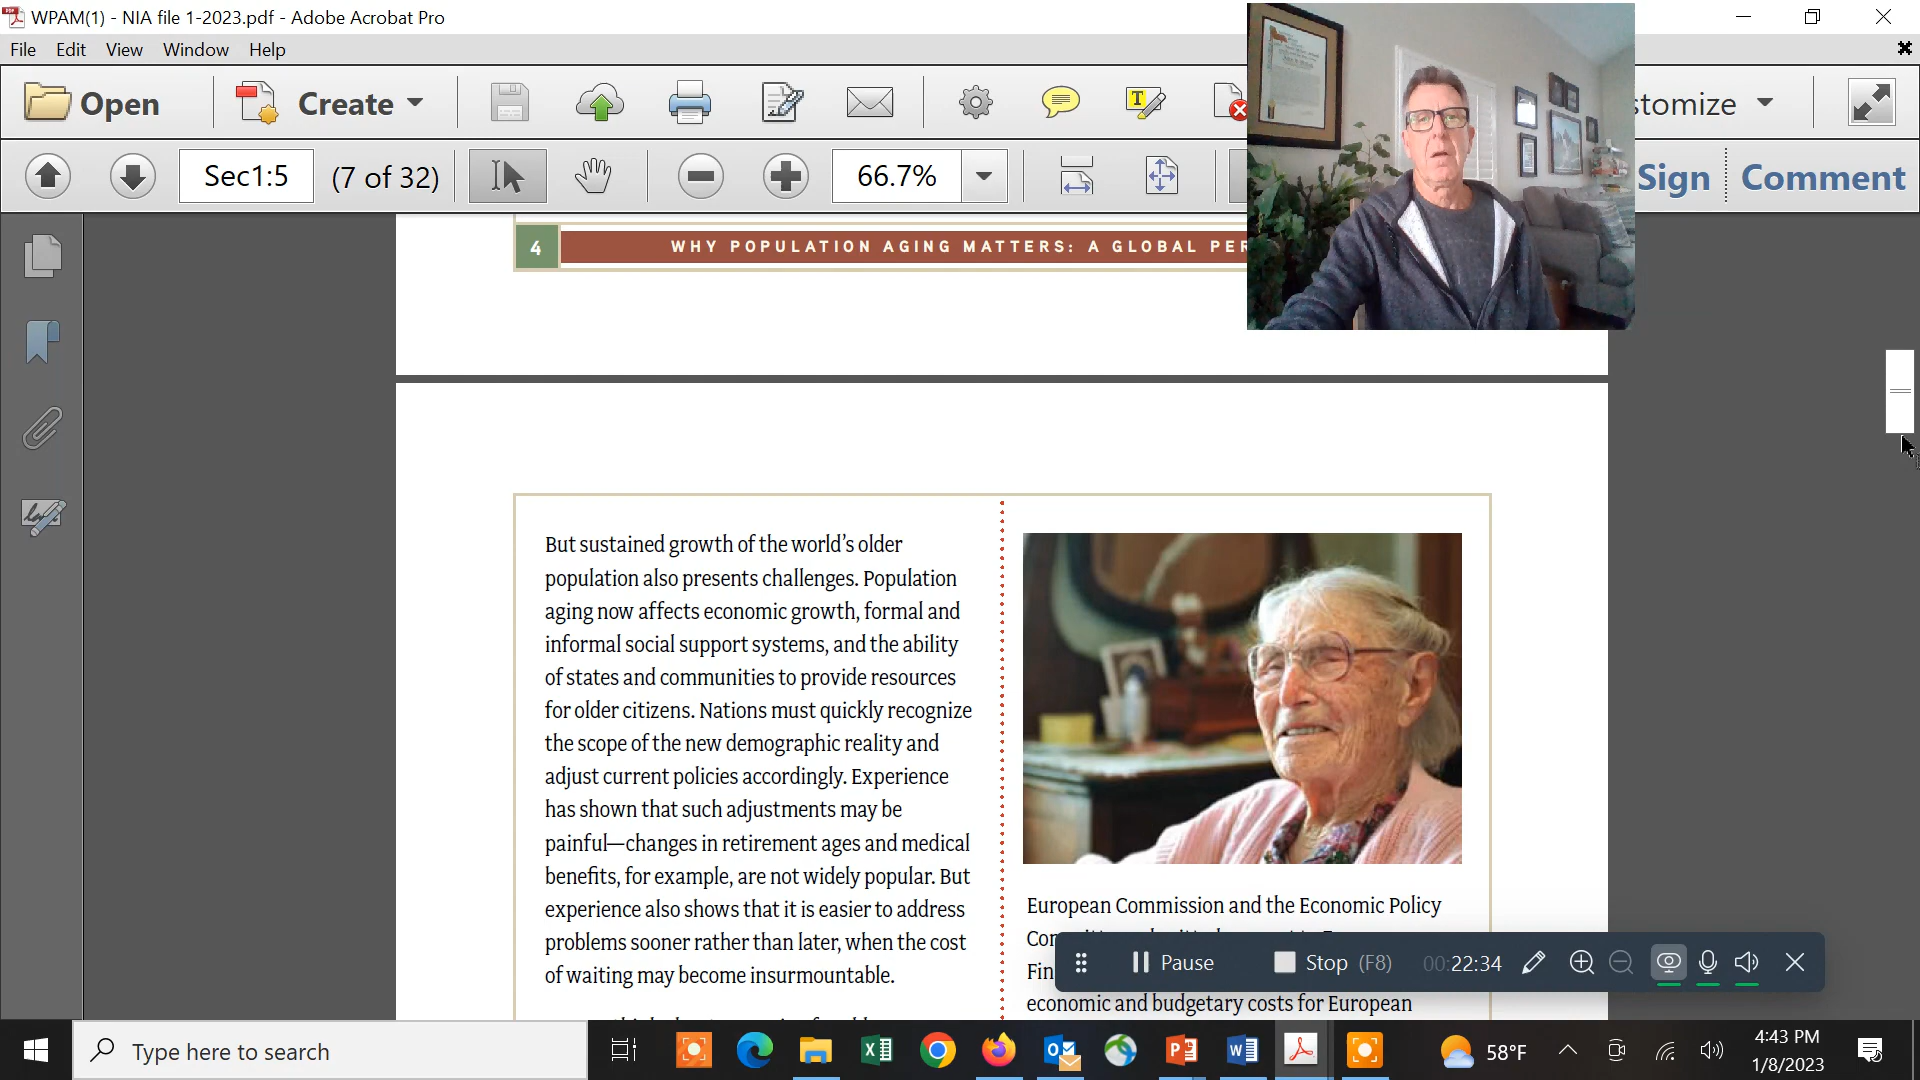 WPAM(1) - NIA file 1-2023.pdf - Adobe Acrobat Pro
File Edit View Window Help
Open Create stomize
Sec1:5 (7 of 32) 66.7% Sign Comment
4 WHY POPULATION AGING MATTERS: A GLOBAL PER
But sustained growth of the world’s older
population also presents challenges. Population
aging now affects economic growth, formal and
informal social support systems, and the ability
of states and communities to provide resources
for older citizens. Nations must quickly recognize
the scope of the new demographic reality and
adjust current policies accordingly. Experience
has shown that such adjustments may be
painful—changes in retirement ages and medical
benefits, for example, are not widely popular. But
experience also shows that it is easier to address
problems sooner rather than later, when the cost
of waiting may become insurmountable.
European Commission and the Economic Policy
Fin
economic and budgetary costs for European
Pause Stop (F8) 00:22:34
Type here to search
58°F
4:43 PM
1/8/2023